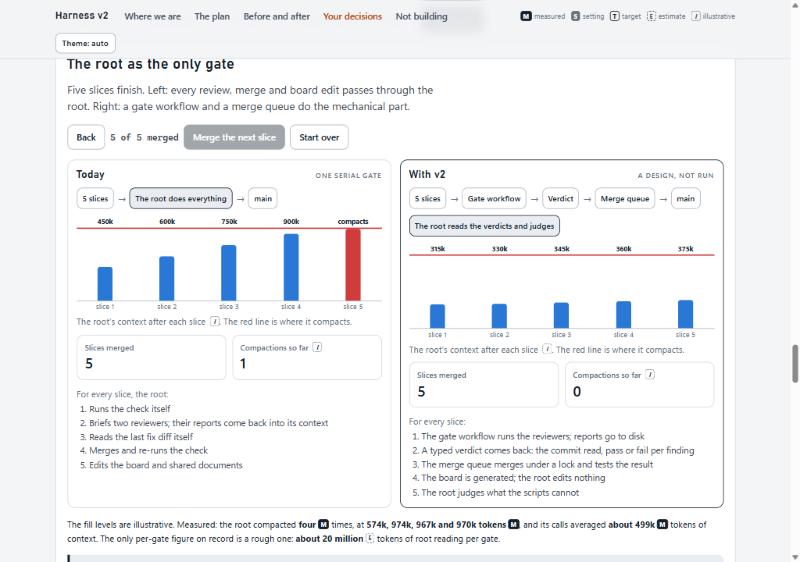 Harness v2 Where we are The plan Before and after Your decisions Not building M measured S setting T target E estimate I illustrative
Theme: auto
The root as the only gate
Five slices finish. Left: every review, merge and board edit passes through the
root. Right: a gate workflow and a merge queue do the mechanical part.
Back 5 of 5 merged Merge the next slice Start over
Today ONE SERIAL GATE
5 slices → The root does everything → main
450k 600k 750k 900k compacts
slice 1 slice 2 slice 3 slice 4 slice 5
The root's context after each slice I. The red line is where it compacts.
Slices merged
5
Compactions so far I
1
For every slice, the root:
1. Runs the check itself
2. Briefs two reviewers; their reports come back into its context
3. Reads the last fix diff itself
4. Merges and re-runs the check
5. Edits the board and shared documents
With v2 A DESIGN, NOT RUN
5 slices → Gate workflow → Verdict → Merge queue → main
The root reads the verdicts and judges
315k 330k 345k 360k 375k
slice 1 slice 2 slice 3 slice 4 slice 5
The root's context after each slice I. The red line is where it compacts.
Slices merged
5
Compactions so far I
0
For every slice:
1. The gate workflow runs the reviewers; reports go to disk
2. A typed verdict comes back: the commit read, pass or fail per finding
3. The merge queue merges under a lock and tests the result
4. The board is generated; the root edits nothing
5. The root judges what the scripts cannot
The fill levels are illustrative. Measured: the root compacted four M times, at 574k, 974k, 967k and 970k tokens M, and its calls averaged about 499k M tokens of
context. The only per-gate figure on record is a rough one: about 20 million E tokens of root reading per gate.